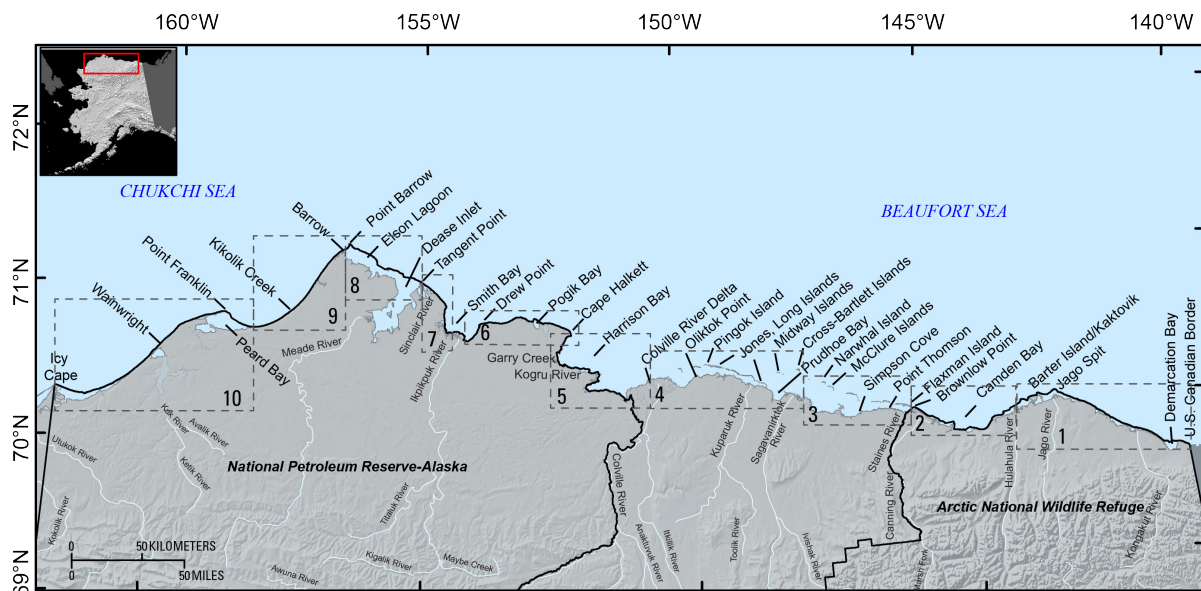 160°W
155°W
150°W
145°W
140°W
72°N
71°N
70°N
69°N
CHUKCHI SEA
BEAUFORT SEA
Icy
Cape
Wainwright
Point Franklin
Peard Bay
Kikolik Creek
Barrow
Point Barrow
Elson Lagoon
Dease Inlet
Tangent Point
Smith Bay
Drew Point
Pogik Bay
Cape Halkett
Harrison Bay
Colville River Delta
Oliktok Point
Pingok Island
Jones, Long Islands
Midway Islands
Cross-Bartlett Islands
Prudhoe Bay
Narwhal Island
McClure Islands
Simpson Cove
Point Thomson
Flaxman Island
Brownlow Point
Camden Bay
Barter Island/Kaktovik
Jago Spit
Demarcation Bay
U.S-Canadian Border
10
9
8
7
6
5
4
3
2
1
Meade River
Sinclair River
Ikpikpuk River
Garry Creek
Kogru River
Kuk River
Avalik River
Ketik River
Utukok River
Kokolik River
National Petroleum Reserve-Alaska
Titaluk River
Kigalik River
Maybe Creek
Awuna River
Colville River
Anaktuvuk River
Itkillik River
Kuparuk River
Toolik River
Sagavanirktok
River
Ivishak River
Staines River
Canning River
Marsh Fork
Hulahula River
Jago River
Arctic National Wildlife Refuge
Kongakut River
0 50 KILOMETERS
0 50 MILES